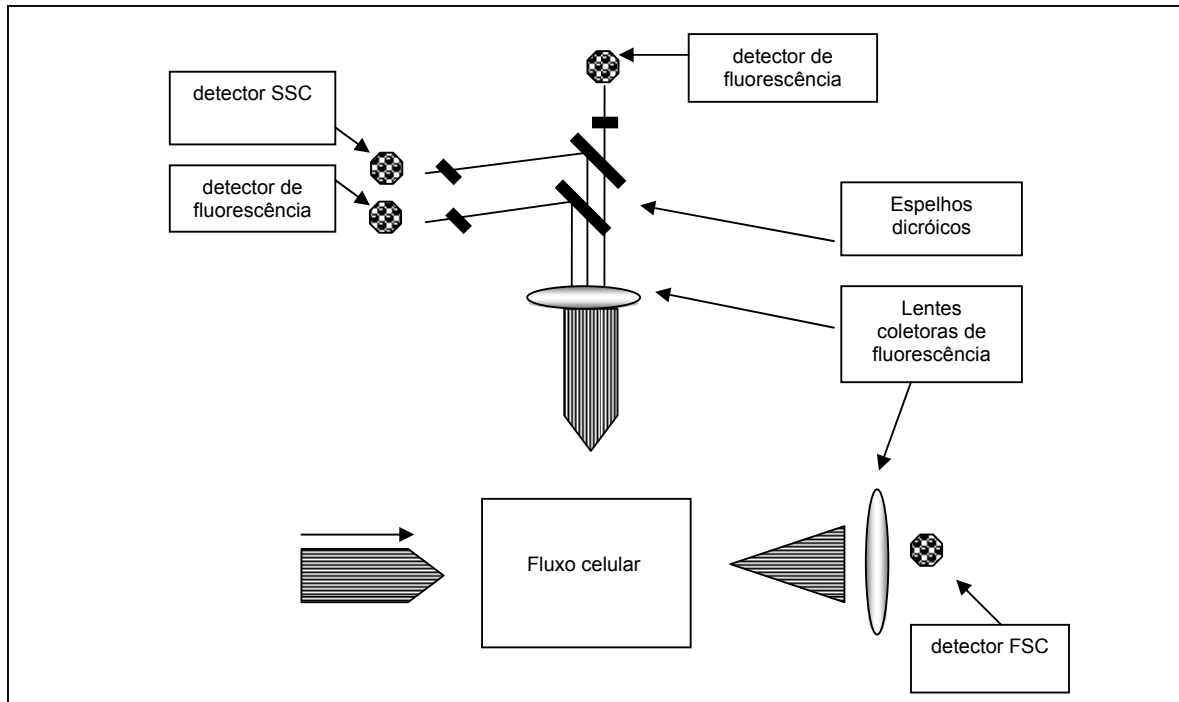 detector de
fluorescência
detector SSC
detector de
fluorescência
Espelhos
dicróicos
Lentes
coletoras de
fluorescência
Fluxo celular
detector FSC